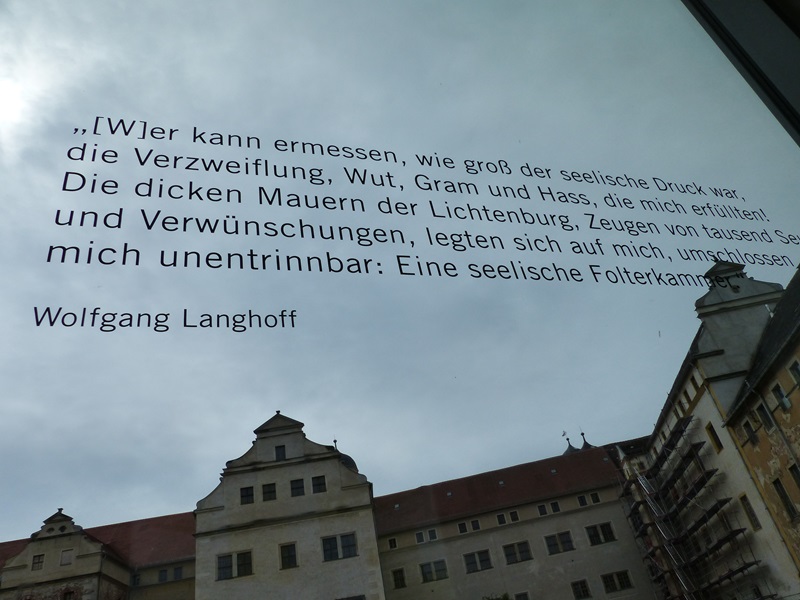 „[W]er kann ermessen, wie groß der seelische Druck war,
die Verzweiflung, Wut, Gram und Hass, die mich erfüllten!
Die dicken Mauern der Lichtenburg, Zeugen von tausend
und Verwünschungen, legten sich auf mich, umschlossen
mich unentrinnbar: Eine seelische Folterkammer“
Wolfgang Langhoff